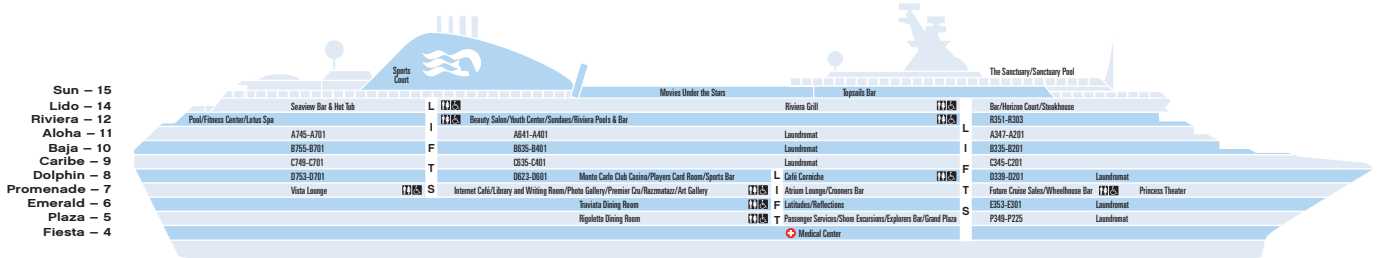 The Sanctuary/Sanctuary Pool
Sports
Court
Sun – 15 Movies Under the Stars Topsails Bar
Lido – 14 Seaview Bar & Hot Tub Riviera Grill Bar/Horizon Court/Steakhouse
Riviera – 12 Pool/Fitness Center/Lotus Spa Beauty Salon/Youth Center/Sundaes/Riviera Pools & Bar R351-R303
Aloha – 11 A745-A701 A641-A401 Laundromat A347-A201
Baja – 10 B755-B701 B635-B401 Laundromat B335-B201
Caribe – 9 C749-C701 C635-C401 Laundromat C345-C201
Dolphin – 8 D753-D701 D623-D601 Monte Carlo Club Casino/Players Card Room/Sports Bar Café Corniche D339-D201 Laundromat
Promenade – 7 Vista Lounge Internet Café/Library and Writing Room/Photo Gallery/Premier Cru/Razzmatazz/Art Gallery Atrium Lounge/Crooners Bar Future Cruise Sales/Wheelhouse Bar Princess Theater
Emerald – 6 Traviata Dining Room Latitudes/Reflections E353-E301 Laundromat
Plaza – 5 Rigoletto Dining Room Passenger Services/Shore Excursions/Explorers Bar/Grand Plaza P349-P225 Laundromat
Fiesta – 4 Medical Center
LIFTS
LIFT
LIFTS